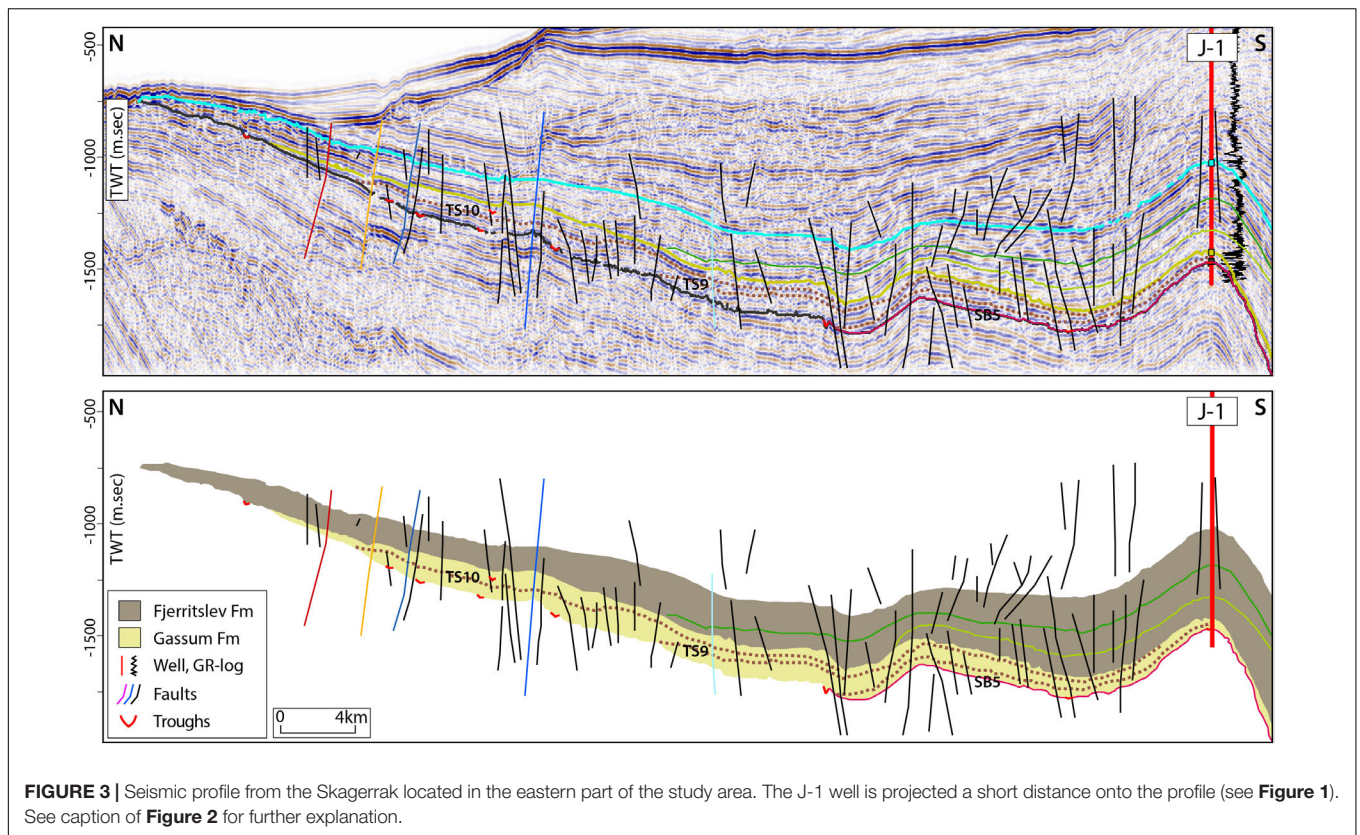 N
J-1
S
-500
-1000
-1500
TWT (m.sec)
TS10
TS9
SB5
N
J-1
S
-500
-1000
-1500
TWT (m.sec)
TS10
TS9
SB5
Fjerritslev Fm
Gassum Fm
Well, GR-log
Faults
Troughs
0 4km
FIGURE 3 | Seismic profile from the Skagerrak located in the eastern part of the study area. The J-1 well is projected a short distance onto the profile (see Figure 1).
See caption of Figure 2 for further explanation.